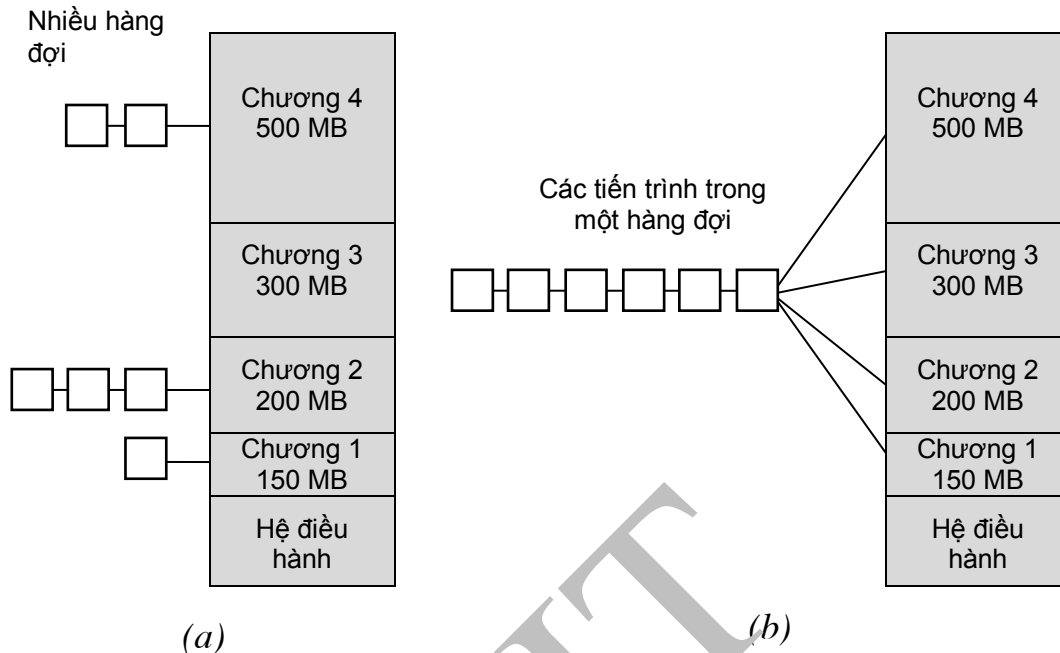 Nhiều hàng
đợi
Chương 4
500 MB
Chương 3
300 MB
Chương 2
200 MB
Chương 1
150 MB
Hệ điều
hành
(a)
Các tiến trình trong
một hàng đợi
Chương 4
500 MB
Chương 3
300 MB
Chương 2
200 MB
Chương 1
150 MB
Hệ điều
hành
(b)